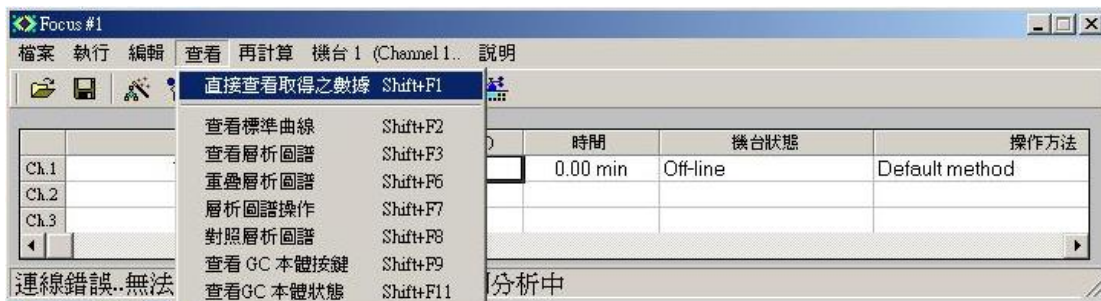 Focus #1
檔案 執行 編輯 查看 再計算 機台 1 (Channel 1.. 說明
直接查看取得之數據 Shift+F1
查看標準曲線 Shift+F2
查看層析圖譜 Shift+F3
重疊層析圖譜 Shift+F6
層析圖譜操作 Shift+F7
對照層析圖譜 Shift+F8
查看 GC 本體按鍵 Shift+F9
查看GC 本體狀態 Shift+F11
時間 機台狀態 操作方法
Ch.1 0.00 min Off-line Default method
Ch.2
Ch.3
連線錯誤..無法 分析中